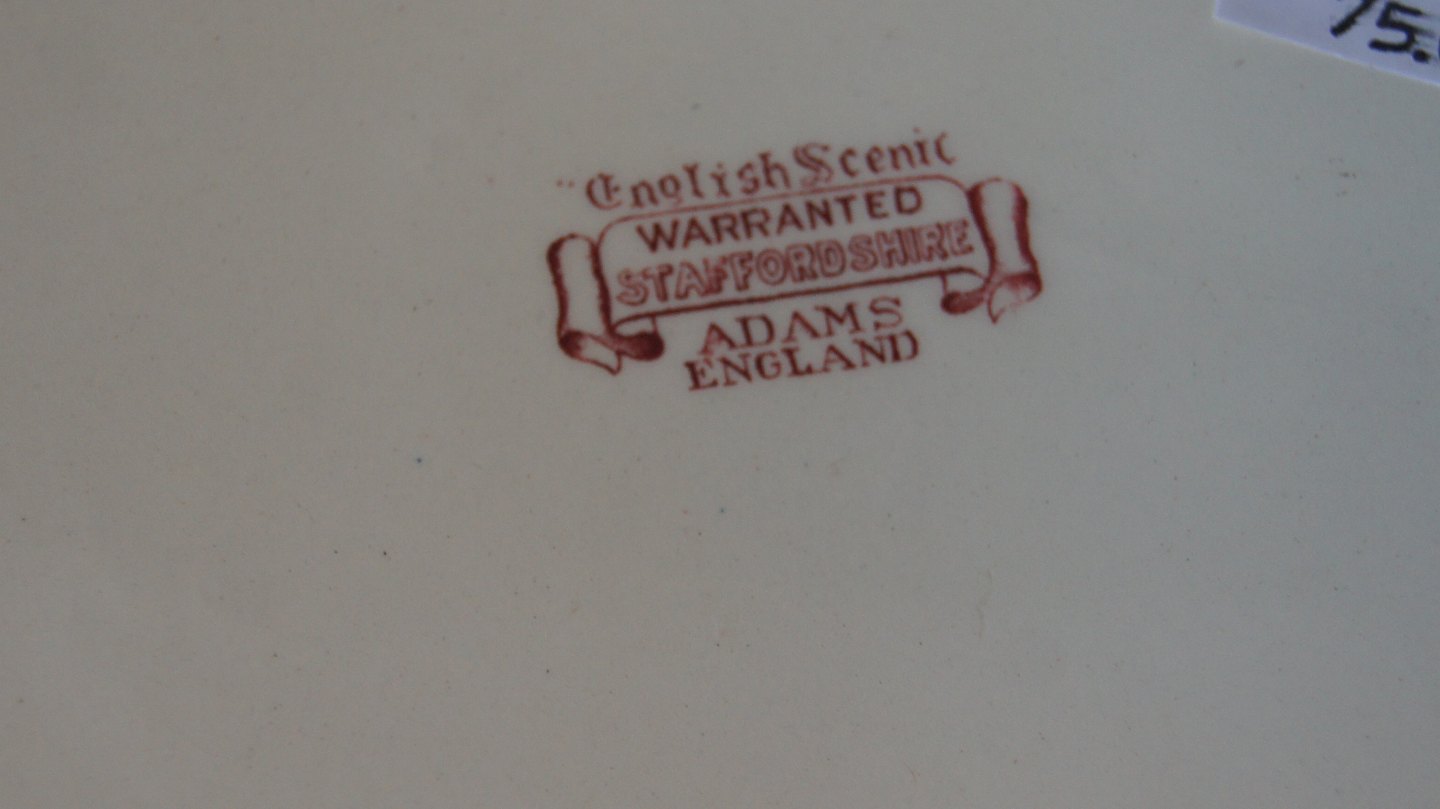 75.
"English Scenic
WARRANTED
STAFFORDSHIRE
ADAMS
ENGLAND